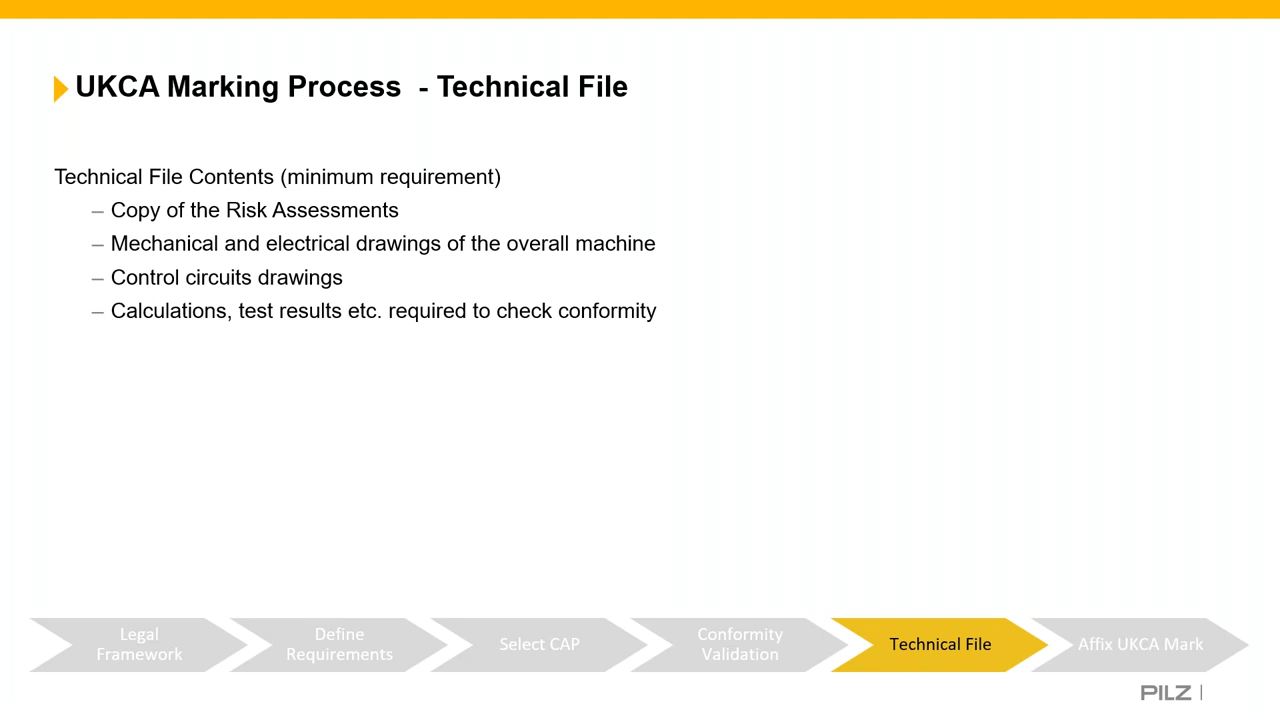 UKCA Marking Process - Technical File
Technical File Contents (minimum requirement)
– Copy of the Risk Assessments
– Mechanical and electrical drawings of the overall machine
– Control circuits drawings
– Calculations, test results etc. required to check conformity
Legal
Framework
Define
Requirements
Select CAP
Conformity
Validation
Technical File
Affix UKCA Mark
PILZ |